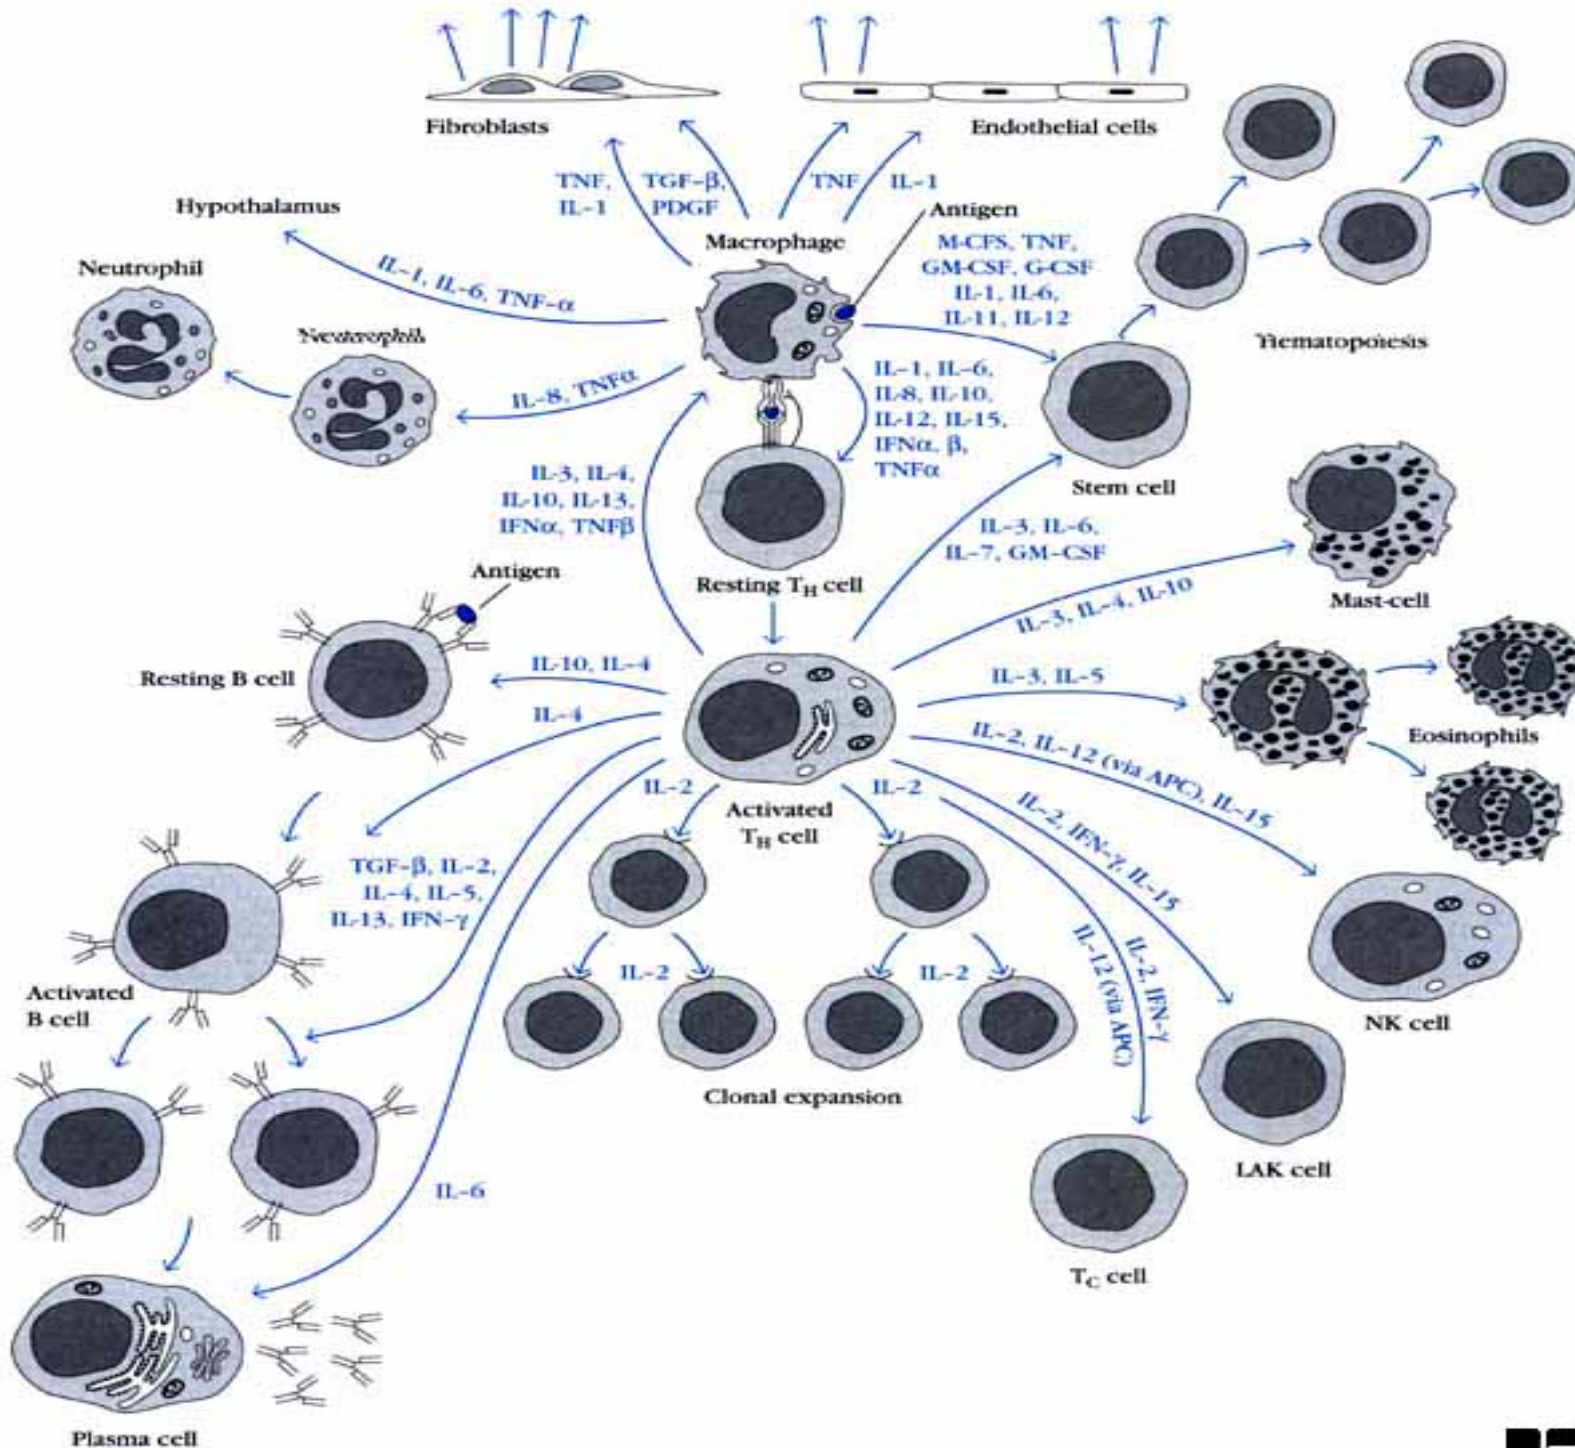 Fibroblasts
Endothelial cells
TNF,
IL-1
TGF-β,
PDGF
TNF
IL-1
Hypothalamus
Macrophage
Antigen
M-CFS, TNF,
GM-CSF, G-CSF
IL-1, IL-6,
IL-11, IL-12
Neutrophil
IL-1, IL-6, TNF-α
Neutrophil
Hematopoiesis
IL-8, TNFα
IL-1, IL-6,
IL-8, IL-10,
IL-12, IL-15,
IFNα, β,
TNFα
IL-3, IL-4,
IL-10, IL-13,
IFNα, TNFβ
Stem cell
IL-3, IL-6,
IL-7, GM-CSF
Antigen
Resting TH cell
IL-3, IL-4, IL-10
Mast-cell
Resting B cell
IL-10, IL-4
IL-4
IL-3, IL-5
Eosinophils
IL-2, IL-12 (via APC), IL-15
IL-2
Activated
TH cell
IL-2
IL-2, IFN-γ, IL-15
TGF-β, IL-2,
IL-4, IL-5,
IL-13, IFN-γ
IL-2, IFN-γ
IL-12 (via APC)
IL-2
IL-2
Activated
B cell
NK cell
Clonal expansion
LAK cell
IL-6
TC cell
Plasma cell